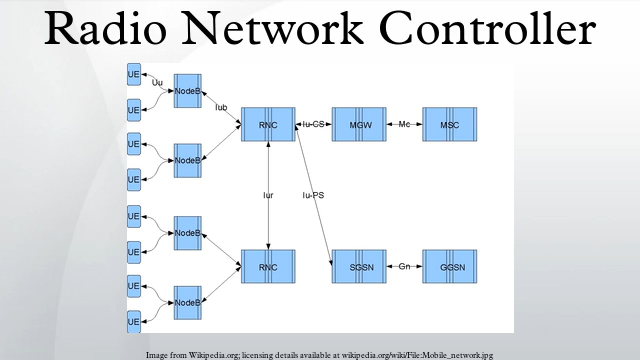 Radio Network Controller
UE
Uu
NodeB
UE
Iub
RNC
Iu-CS
MGW
Mc
MSC
UE
NodeB
UE
Iur
Iu-PS
UE
NodeB
UE
RNC
SGSN
Gn
GGSN
UE
NodeB
UE
Image from Wikipedia.org; licensing details available at wikipedia.org/wiki/File:Mobile_network.jpg